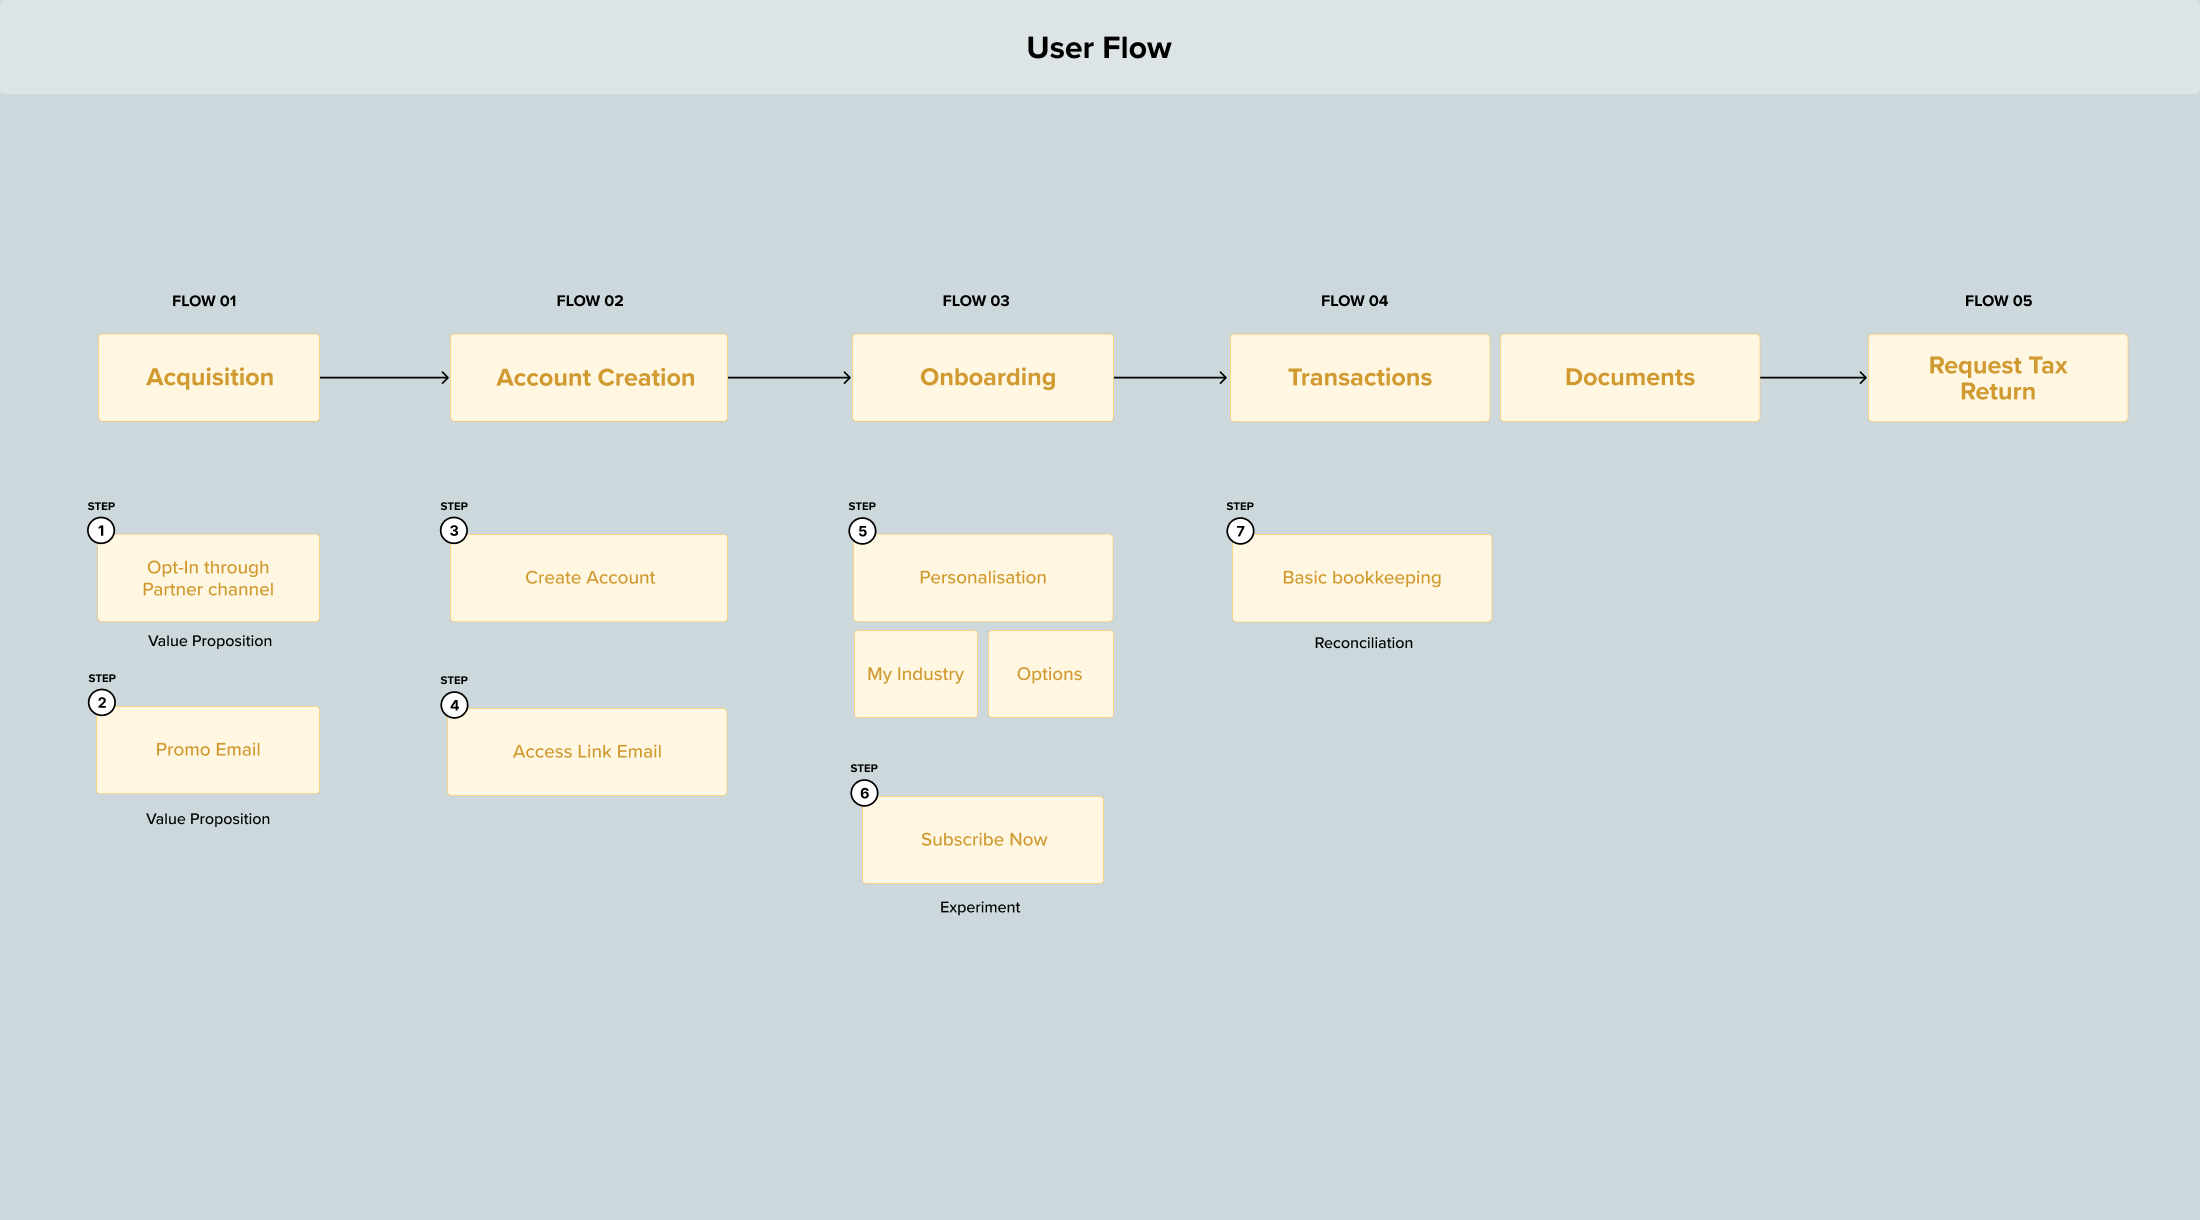 User Flow
FLOW 01
FLOW 02
FLOW 03
FLOW 04
FLOW 05
Acquisition
Account Creation
Onboarding
Transactions
Documents
Request Tax
Return
STEP
1
Opt-In through
Partner channel
Value Proposition
STEP
2
Promo Email
Value Proposition
STEP
3
Create Account
STEP
4
Access Link Email
STEP
5
Personalisation
My Industry
Options
STEP
6
Subscribe Now
Experiment
STEP
7
Basic bookkeeping
Reconciliation